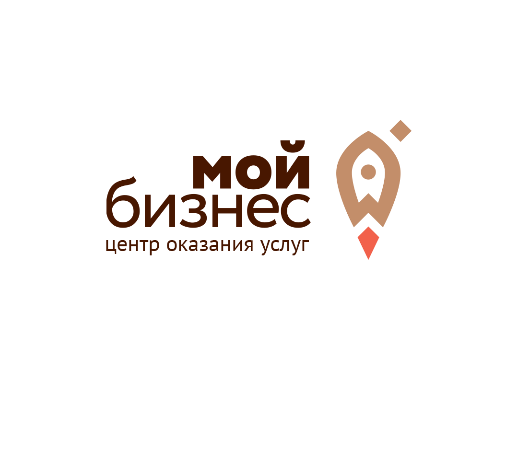 мой
бизнес
центр оказания услуг